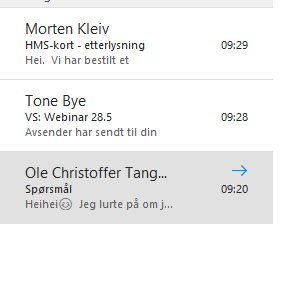 Morten Kleiv
HMS-kort - etterlysning 09:29
Hei. Vi har bestilt et
Tone Bye
VS: Webinar 28.5 09:28
Avsender har sendt til din
Ole Christoffer Tang...
Spørsmål 09:20
Heihei☺ Jeg lurte på om j...